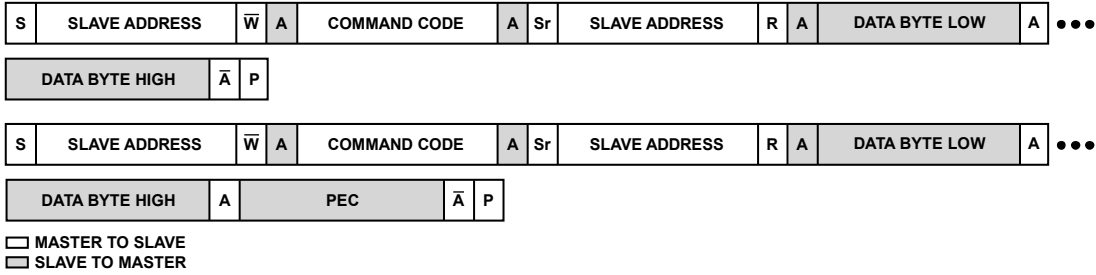 S SLAVE ADDRESS W̅ A COMMAND CODE A Sr SLAVE ADDRESS R A DATA BYTE LOW A •••
DATA BYTE HIGH A̅ P
S SLAVE ADDRESS W̅ A COMMAND CODE A Sr SLAVE ADDRESS R A DATA BYTE LOW A •••
DATA BYTE HIGH A PEC A̅ P
MASTER TO SLAVE
SLAVE TO MASTER